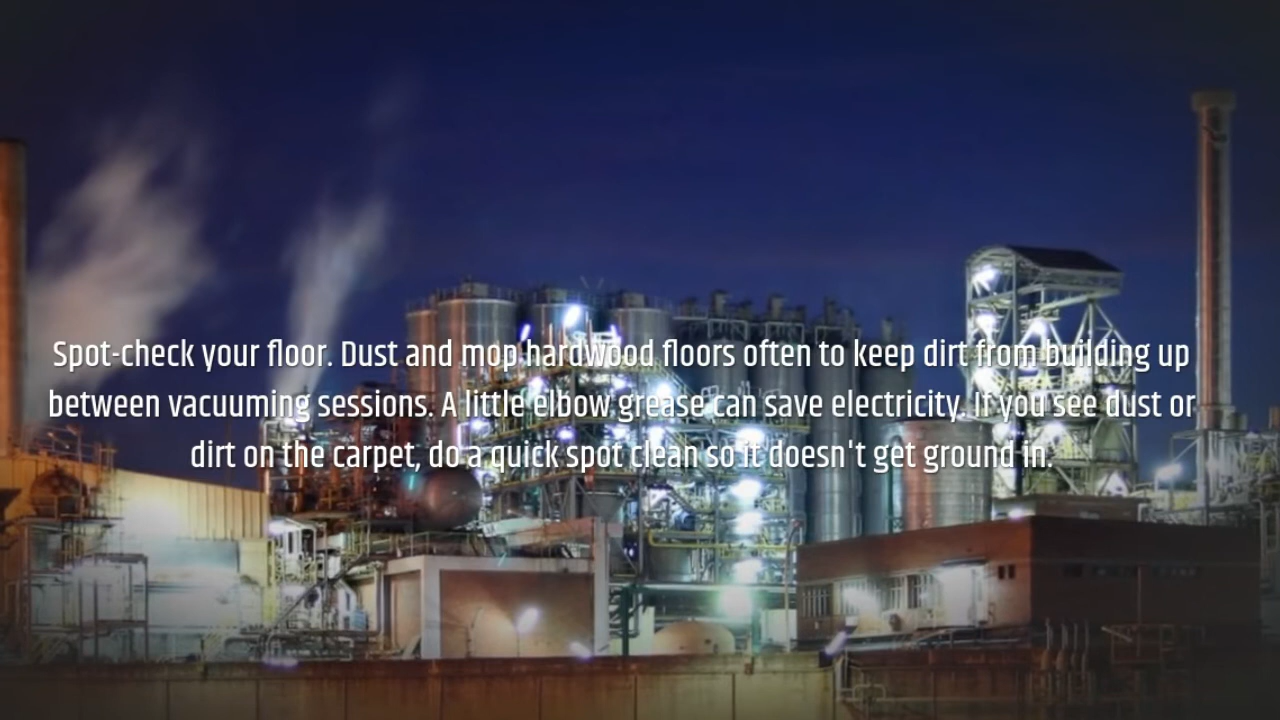 Spot-check your floor. Dust and mop hardwood floors often to keep dirt from building up
between vacuuming sessions. A little elbow grease can save electricity. If you see dust or
dirt on the carpet, do a quick spot clean so it doesn't get ground in.